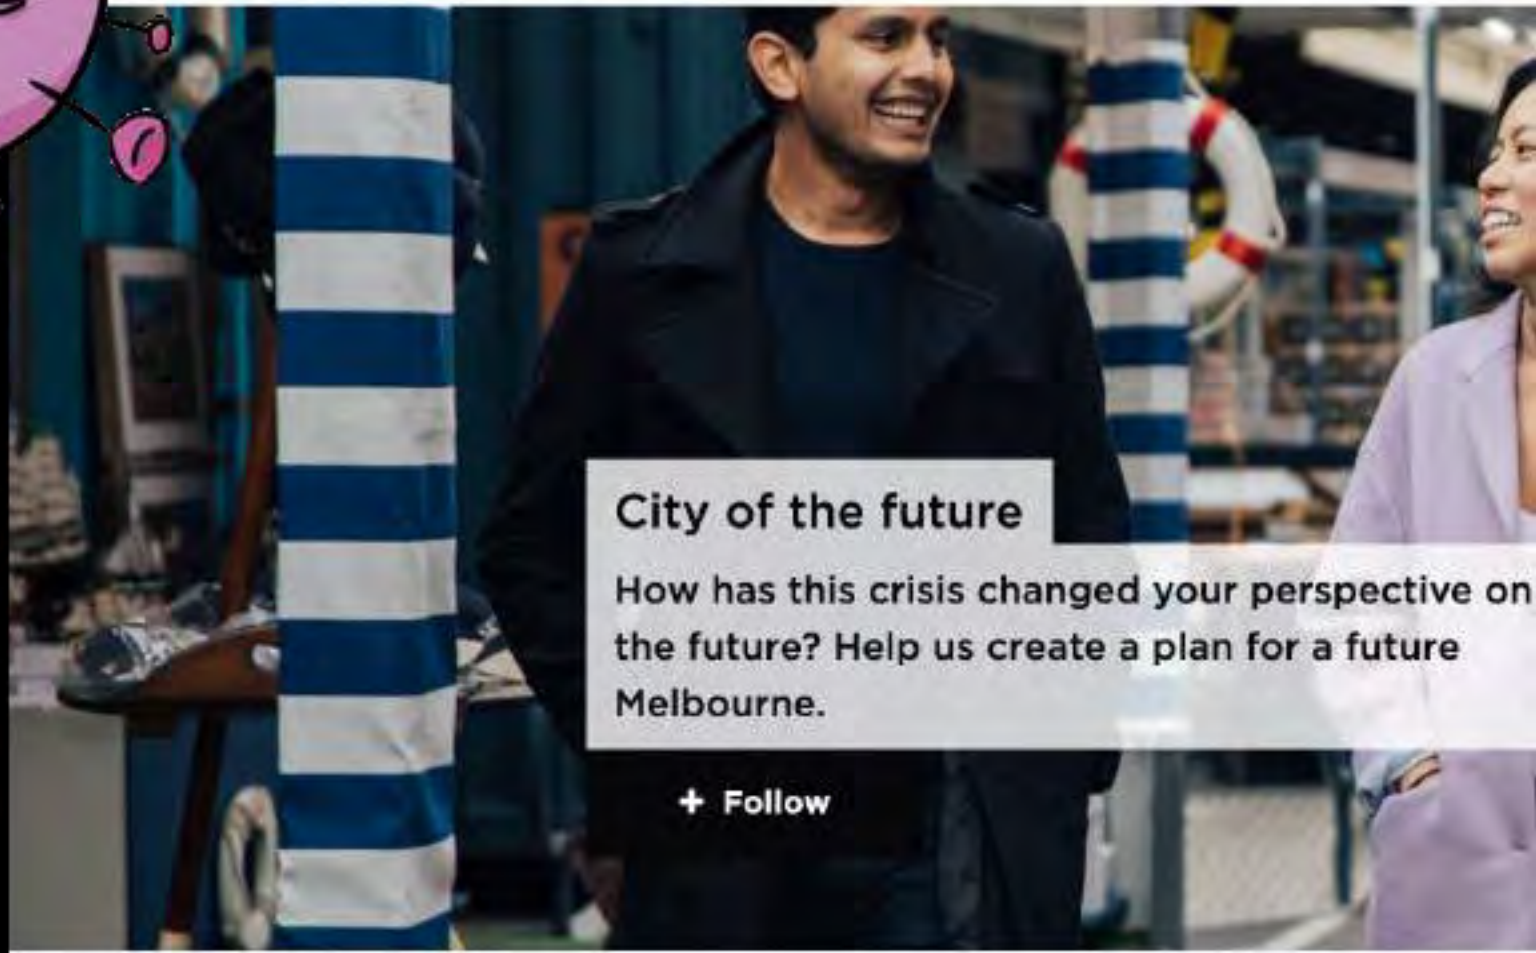 City of the future
How has this crisis changed your perspective on
the future? Help us create a plan for a future
Melbourne.
+ Follow